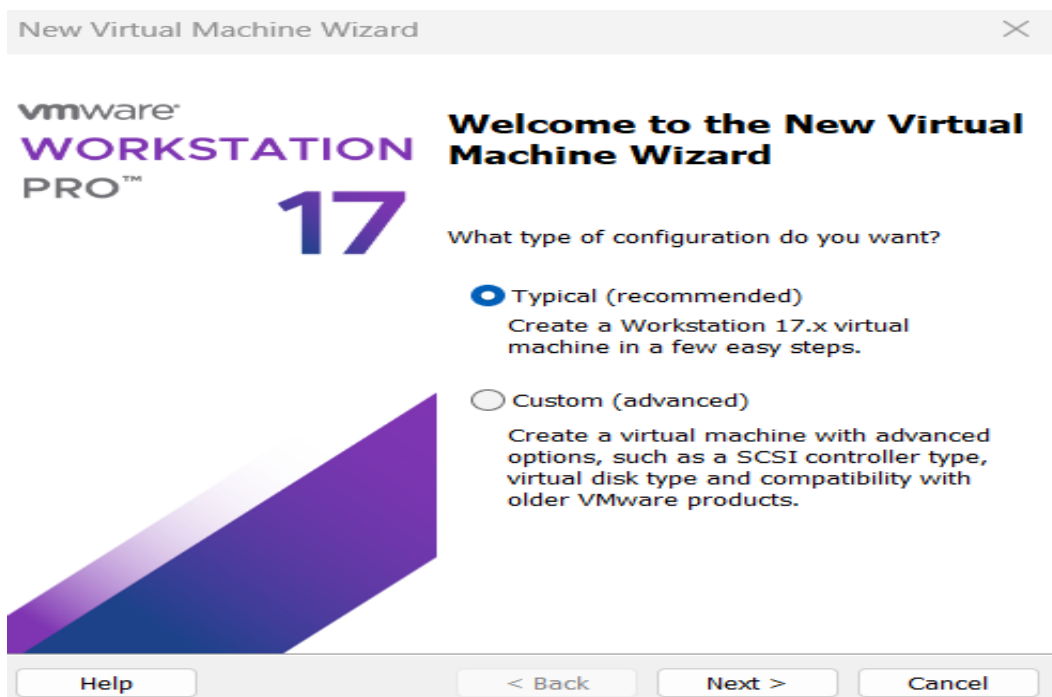 New Virtual Machine Wizard
vmware
WORKSTATION
PRO™
17
Welcome to the New Virtual
Machine Wizard
What type of configuration do you want?
Typical (recommended)
Create a Workstation 17.x virtual
machine in a few easy steps.
Custom (advanced)
Create a virtual machine with advanced
options, such as a SCSI controller type,
virtual disk type and compatibility with
older VMware products.
Help
< Back
Next >
Cancel